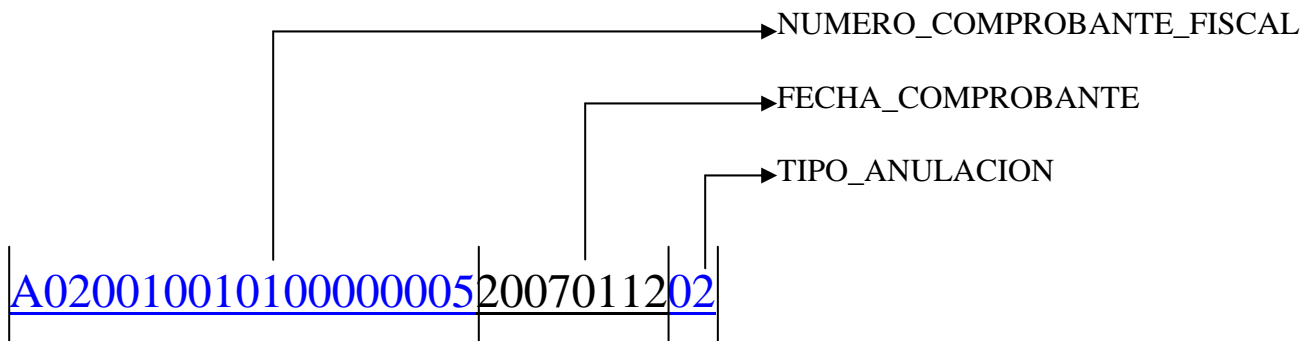 NUMERO_COMPROBANTE_FISCAL
FECHA_COMPROBANTE
TIPO_ANULACION
A0200100101000000052007011202